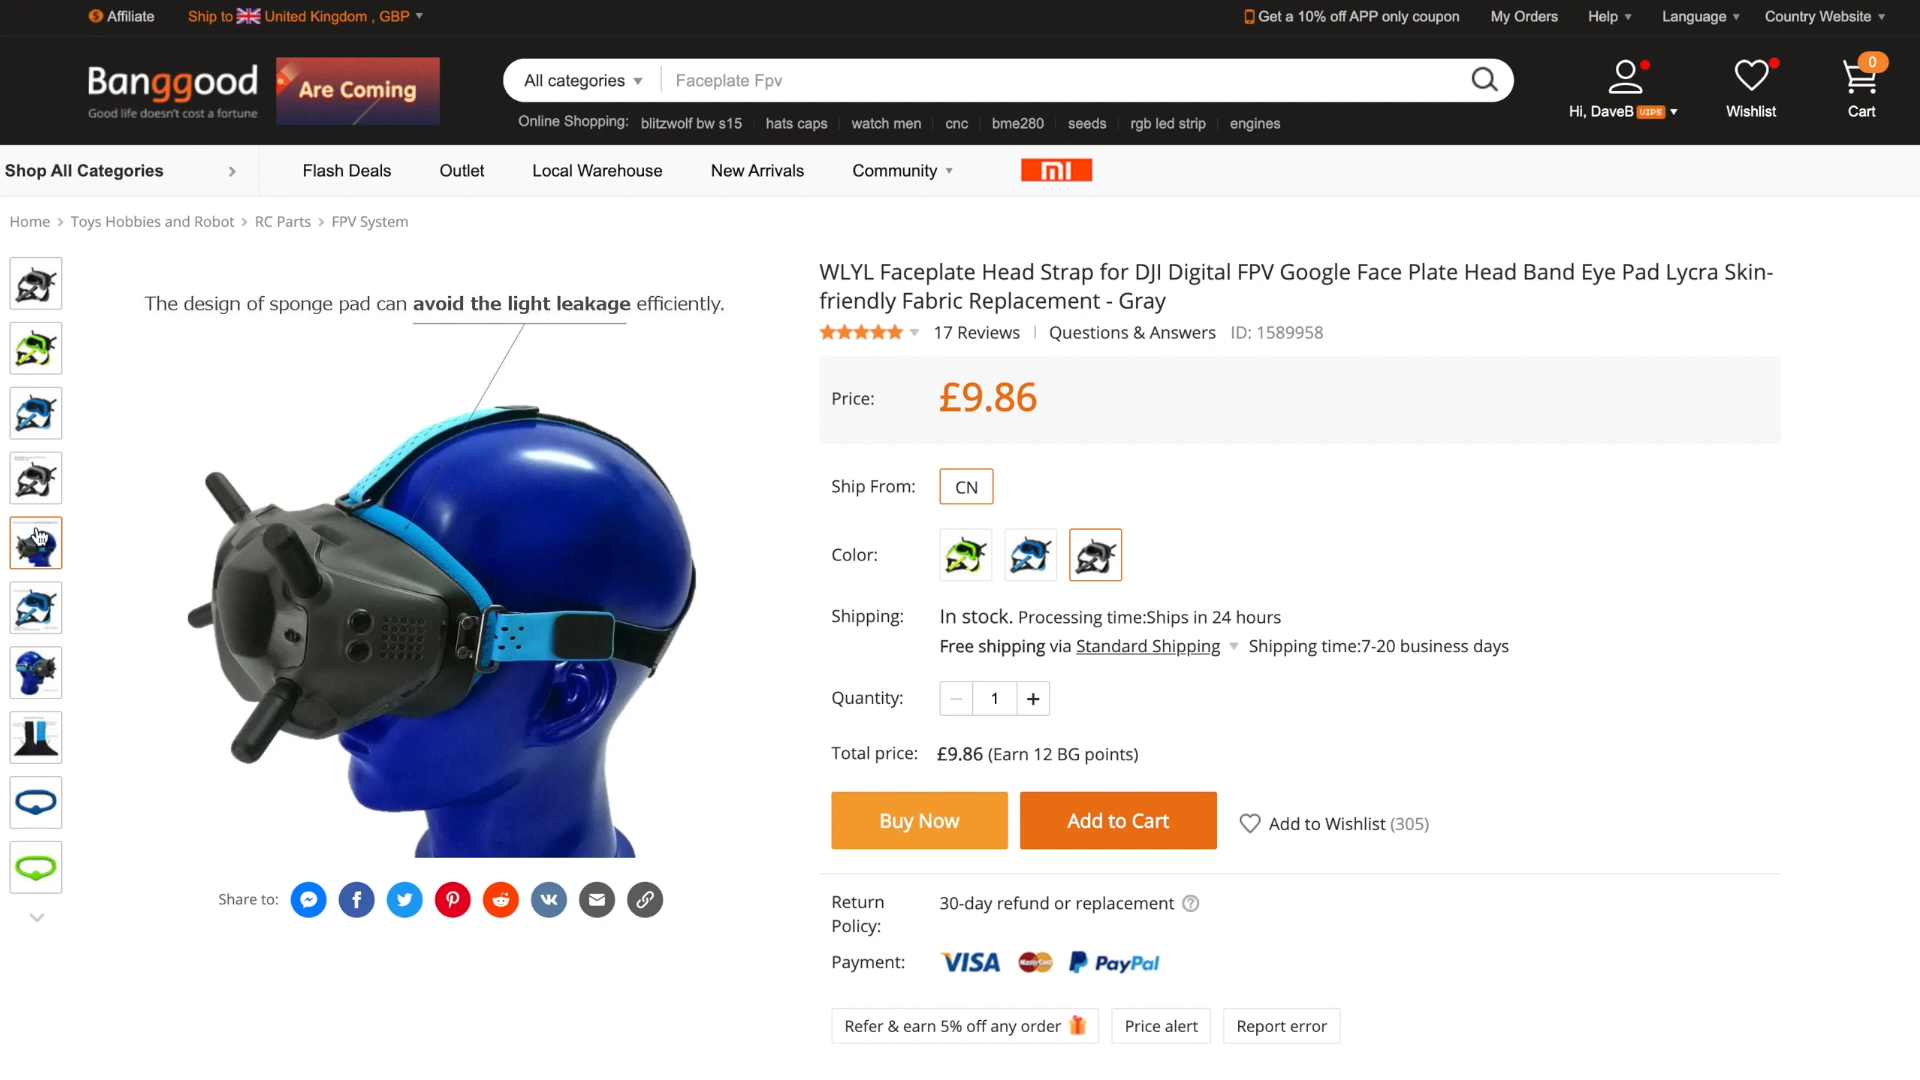 Affiliate
Ship to United Kingdom , GBP
Get a 10% off APP only coupon
My Orders
Help
Language
Country Website
Banggood
Good life doesn't cost a fortune
Are Coming
All categories
Faceplate Fpv
Online Shopping: blitzwolf bw s15 hats caps watch men cnc bme280 seeds rgb led strip engines
Hi, DaveB VIP5
Wishlist
0
Cart
Shop All Categories
Flash Deals
Outlet
Local Warehouse
New Arrivals
Community
mi
Home > Toys Hobbies and Robot > RC Parts > FPV System
The design of sponge pad can avoid the light leakage efficiently.
WLYL Faceplate Head Strap for DJI Digital FPV Google Face Plate Head Band Eye Pad Lycra Skin-
friendly Fabric Replacement - Gray
17 Reviews
Questions & Answers
ID: 1589958
Price: £9.86
Ship From: CN
Color:
Shipping: In stock. Processing time:Ships in 24 hours
Free shipping via Standard Shipping Shipping time:7-20 business days
Quantity: − 1 +
Total price: £9.86 (Earn 12 BG points)
Buy Now
Add to Cart
Add to Wishlist (305)
Share to:
Return
Policy:
30-day refund or replacement ?
Payment: VISA MasterCard PayPal
Refer & earn 5% off any order
Price alert
Report error